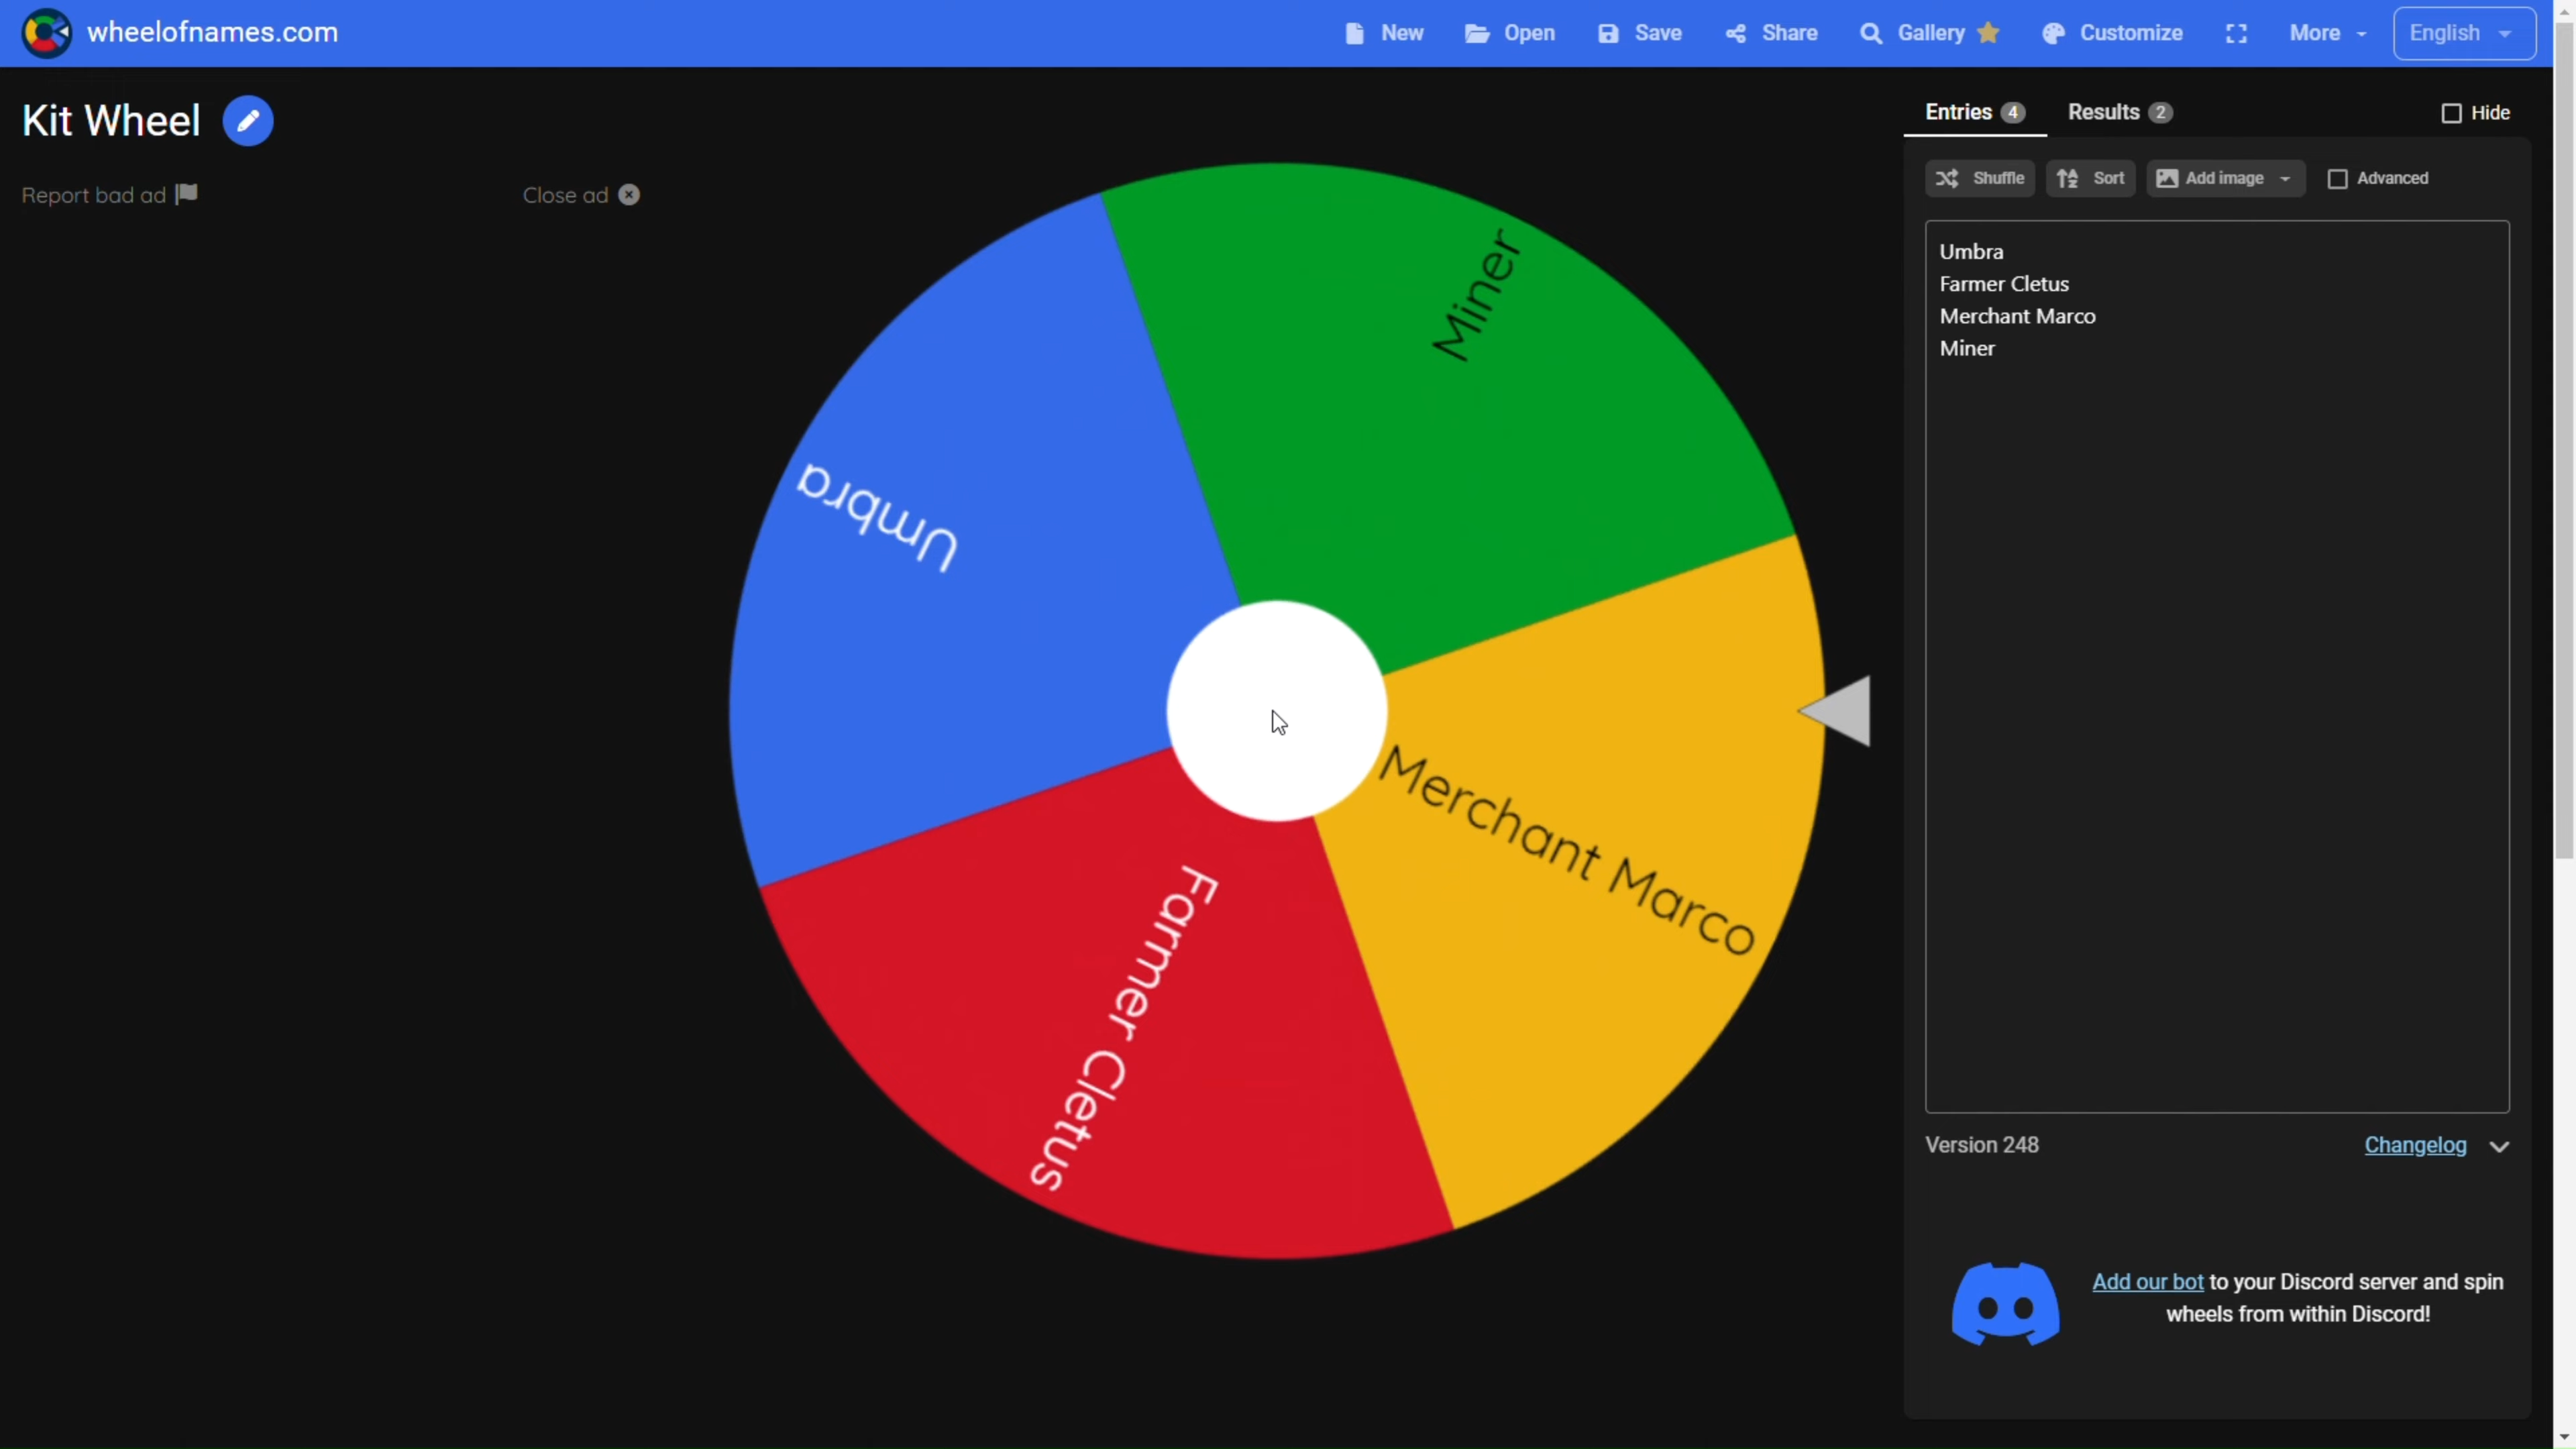 wheelofnames.com
New
Open
Save
Share
Gallery
Customize
More
English
Kit Wheel
Report bad ad
Close ad
Miner
Umbra
Merchant Marco
Farmer Cletus
Entries 4
Results 2
Hide
Shuffle
Sort
Add image
Advanced
Umbra
Farmer Cletus
Merchant Marco
Miner
Version 248
Changelog
Add our bot to your Discord server and spin
wheels from within Discord!